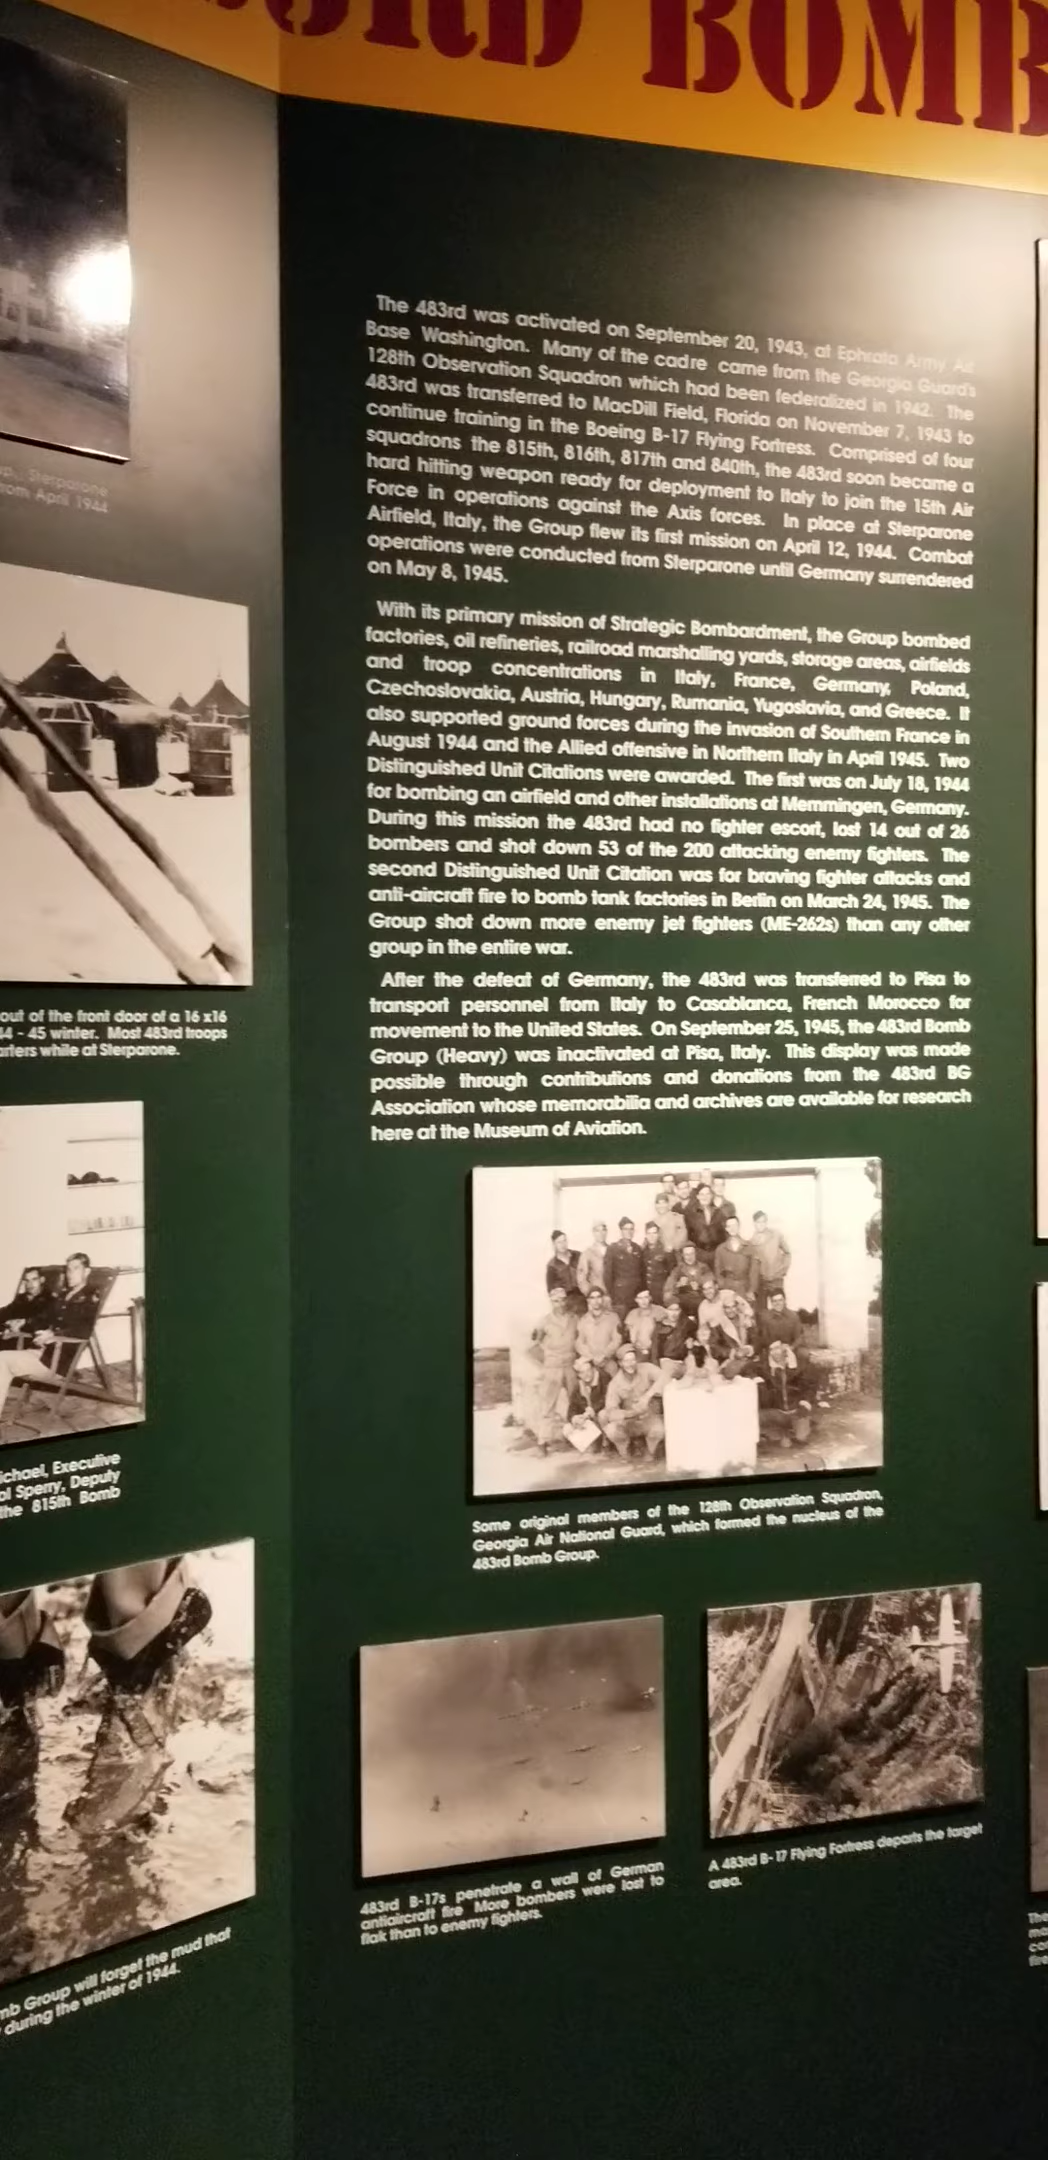 BOMB
The 483rd was activated on September 20, 1943, at Ephrata Army Air
Base Washington. Many of the cadre came from the Georgia Guard's
128th Observation Squadron which had been federalized in 1942. The
483rd was transferred to MacDill Field, Florida on November 7, 1943 to
continue training in the Boeing B-17 Flying Fortress. Comprised of four
squadrons the 815th, 816th, 817th and 840th, the 483rd soon became a
hard hitting weapon ready for deployment to Italy to join the 15th Air
Force in operations against the Axis forces. In place at Sterparone
Airfield, Italy, the Group flew its first mission on April 12, 1944. Combat
operations were conducted from Sterparone until Germany surrendered
on May 8, 1945.
With its primary mission of Strategic Bombardment, the Group bombed
factories, oil refineries, railroad marshalling yards, storage areas, airfields
and troop concentrations in Italy, France, Germany, Poland,
Czechoslovakia, Austria, Hungary, Rumania, Yugoslavia, and Greece. It
also supported ground forces during the invasion of Southern France in
August 1944 and the Allied offensive in Northern Italy in April 1945. Two
Distinguished Unit Citations were awarded. The first was on July 18, 1944
for bombing an airfield and other installations at Memmingen, Germany.
During this mission the 483rd had no fighter escort, lost 14 out of 26
bombers and shot down 53 of the 200 attacking enemy fighters. The
second Distinguished Unit Citation was for braving fighter attacks and
anti-aircraft fire to bomb tank factories in Berlin on March 24, 1945. The
Group shot down more enemy jet fighters (ME-262s) than any other
group in the entire war.
After the defeat of Germany, the 483rd was transferred to Pisa to
transport personnel from Italy to Casablanca, French Morocco for
movement to the United States. On September 25, 1945, the 483rd Bomb
Group (Heavy) was inactivated at Pisa, Italy. This display was made
possible through contributions and donations from the 483rd BG
Association whose memorabilia and archives are available for research
here at the Museum of Aviation.
Some original members of the 128th Observation Squadron,
Georgia Air National Guard, which formed the nucleus of the
483rd Bomb Group.
483rd B-17s penetrate a wall of German
antiaircraft fire More bombers were lost to
flak than to enemy fighters.
A 483rd B-17 Flying Fortress departs the target
area.
Sterparone
from April 1944
out of the front door of a 16 x16
44 - 45 winter. Most 483rd troops
while at Sterparone.
Executive
Sperry, Deputy
the 815th Bomb
Group will forget the mud that
during the winter of 1944.
The